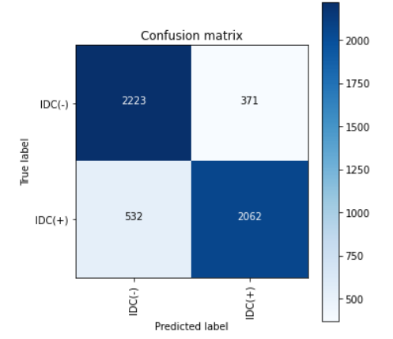 Confusion matrix
2223 371
532 2062
IDC(-)
IDC(+)
True label
IDC(-)
IDC(+)
Predicted label
2000
1750
1500
1250
1000
750
500